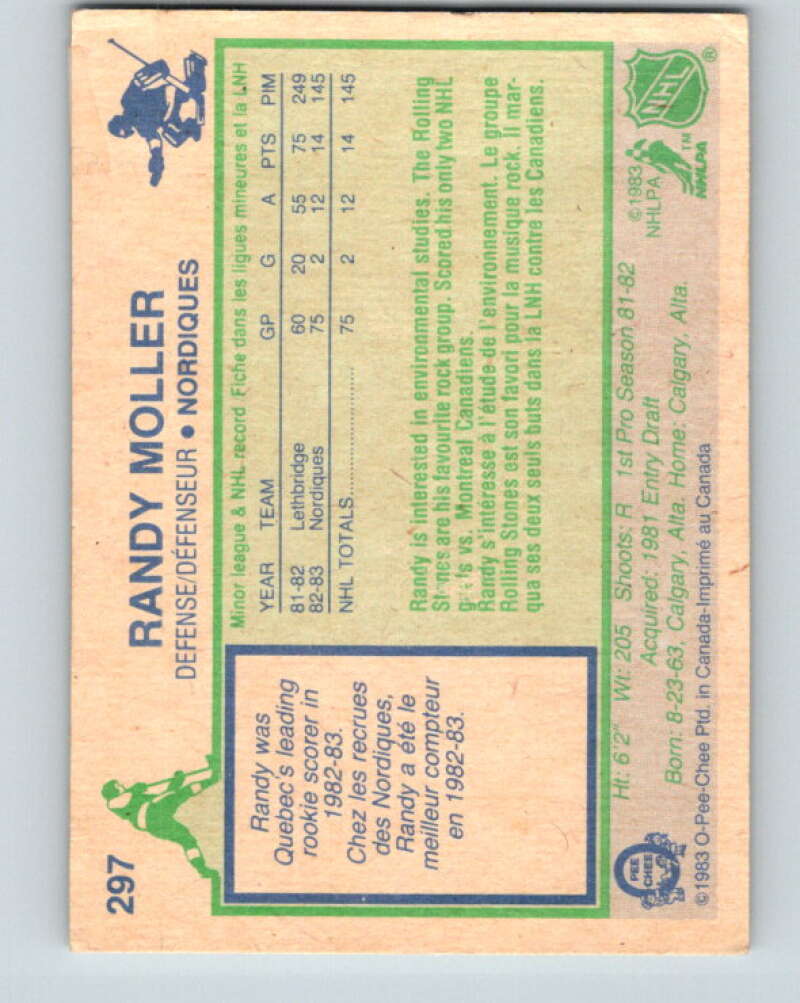 297
RANDY MOLLER
DEFENSE/DÉFENSEUR • NORDIQUES
Randy was
Quebec's leading
rookie scorer in
1982-83.
Chez les recrues
des Nordiques,
Randy a été le
meilleur compteur
en 1982-83.
Minor league & NHL record Fiche dans les ligues mineures et la LNH
YEAR TEAM GP G A PTS PIM
81-82 Lethbridge 60 20 55 75 249
82-83 Nordiques 75 2 12 14 145
NHL TOTALS 75 2 12 14 145
Randy is interested in environmental studies. The Rolling
St nes are his favourite rock group. Scored his only two NHL
g ls vs. Montreal Canadiens.
Randy s'intéresse à l'étude de l'environnement. Le groupe
Rolling Stones est son favori pour la musique rock. Il mar-
qua ses deux seuls buts dans la LNH contre les Canadiens.
Ht: 6'2" Wt: 205 Shoots: R 1st Pro Season 81-82
Acquired: 1981 Entry Draft
Born: 8-23-63, Calgary, Alta. Home: Calgary, Alta.
©1983 O-Pee-Chee Ptd. in Canada-Imprimé au Canada
PEE
CHEE
NHL ®
©1983
NHLPA
NHLPA TM